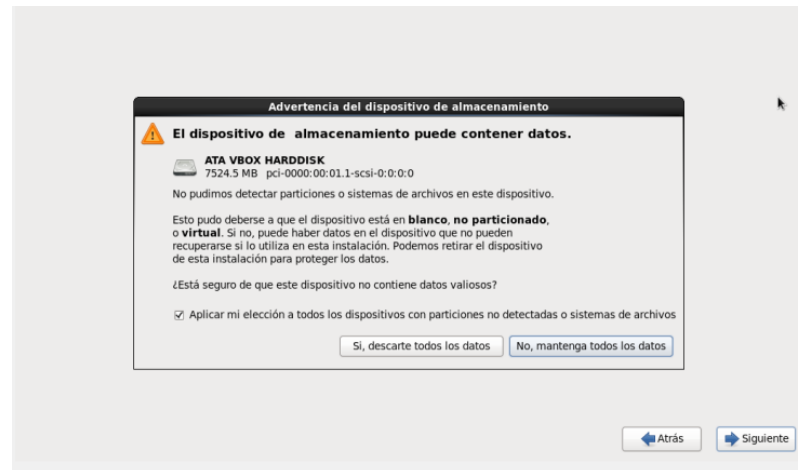 Advertencia del dispositivo de almacenamiento
El dispositivo de almacenamiento puede contener datos.
ATA VBOX HARDDISK
7524.5 MB pci-0000:00:01.1-scsi-0:0:0:0
No pudimos detectar particiones o sistemas de archivos en este dispositivo.
Esto pudo deberse a que el dispositivo está en blanco, no particionado,
o virtual. Si no, puede haber datos en el dispositivo que no pueden
recuperarse si lo utiliza en esta instalación. Podemos retirar el dispositivo
de esta instalación para proteger los datos.
¿Está seguro de que este dispositivo no contiene datos valiosos?
Aplicar mi elección a todos los dispositivos con particiones no detectadas o sistemas de archivos
Si, descarte todos los datos
No, mantenga todos los datos
Atrás
Siguiente